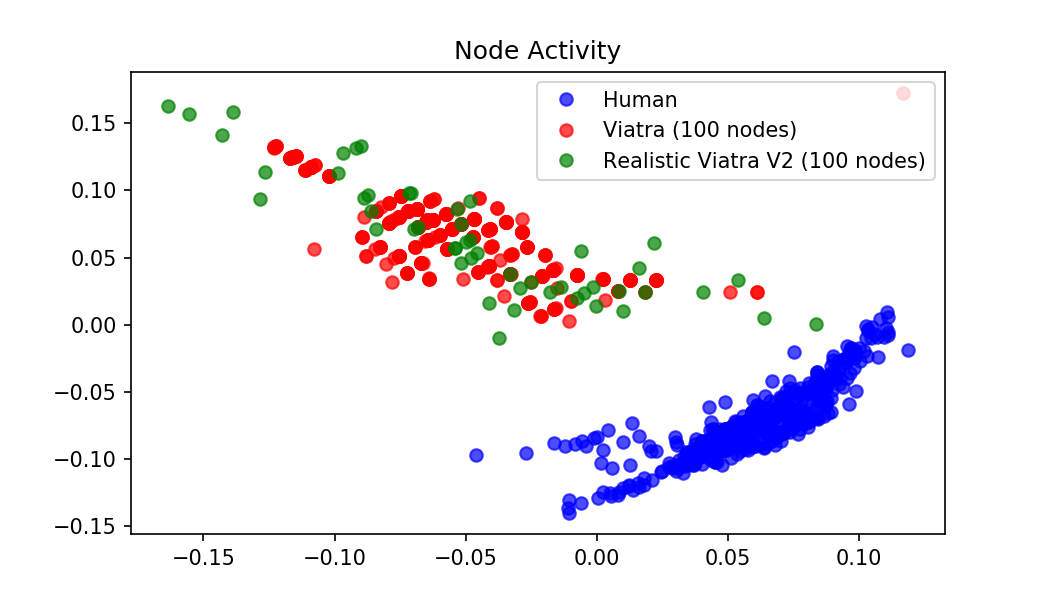 Node Activity
Human
Viatra (100 nodes)
Realistic Viatra V2 (100 nodes)
0.15
0.10
0.05
0.00
−0.05
−0.10
−0.15
−0.15 −0.10 −0.05 0.00 0.05 0.10